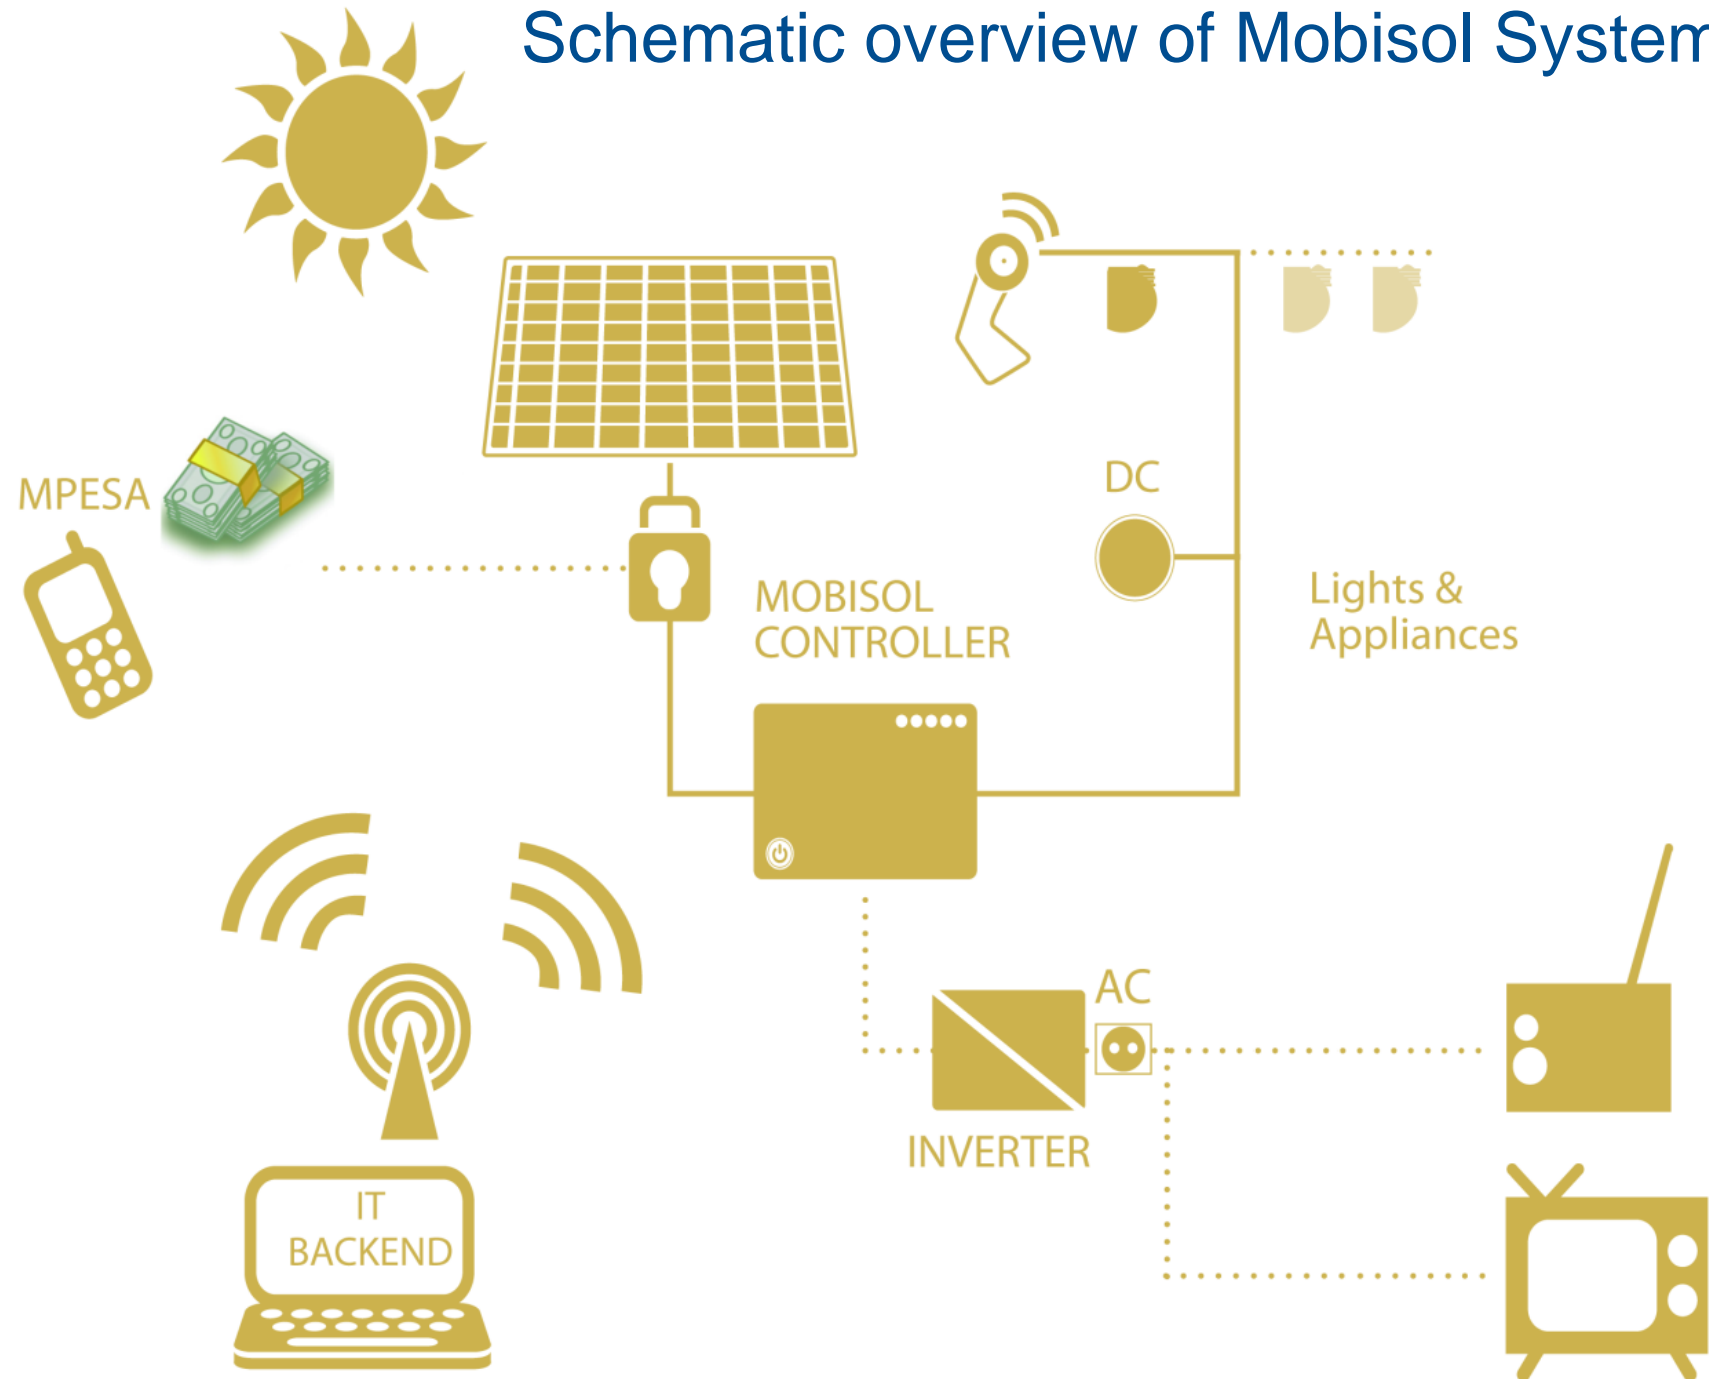 Schematic overview of Mobisol System
MPESA
DC
MOBISOL
CONTROLLER
Lights &
Appliances
AC
INVERTER
IT
BACKEND